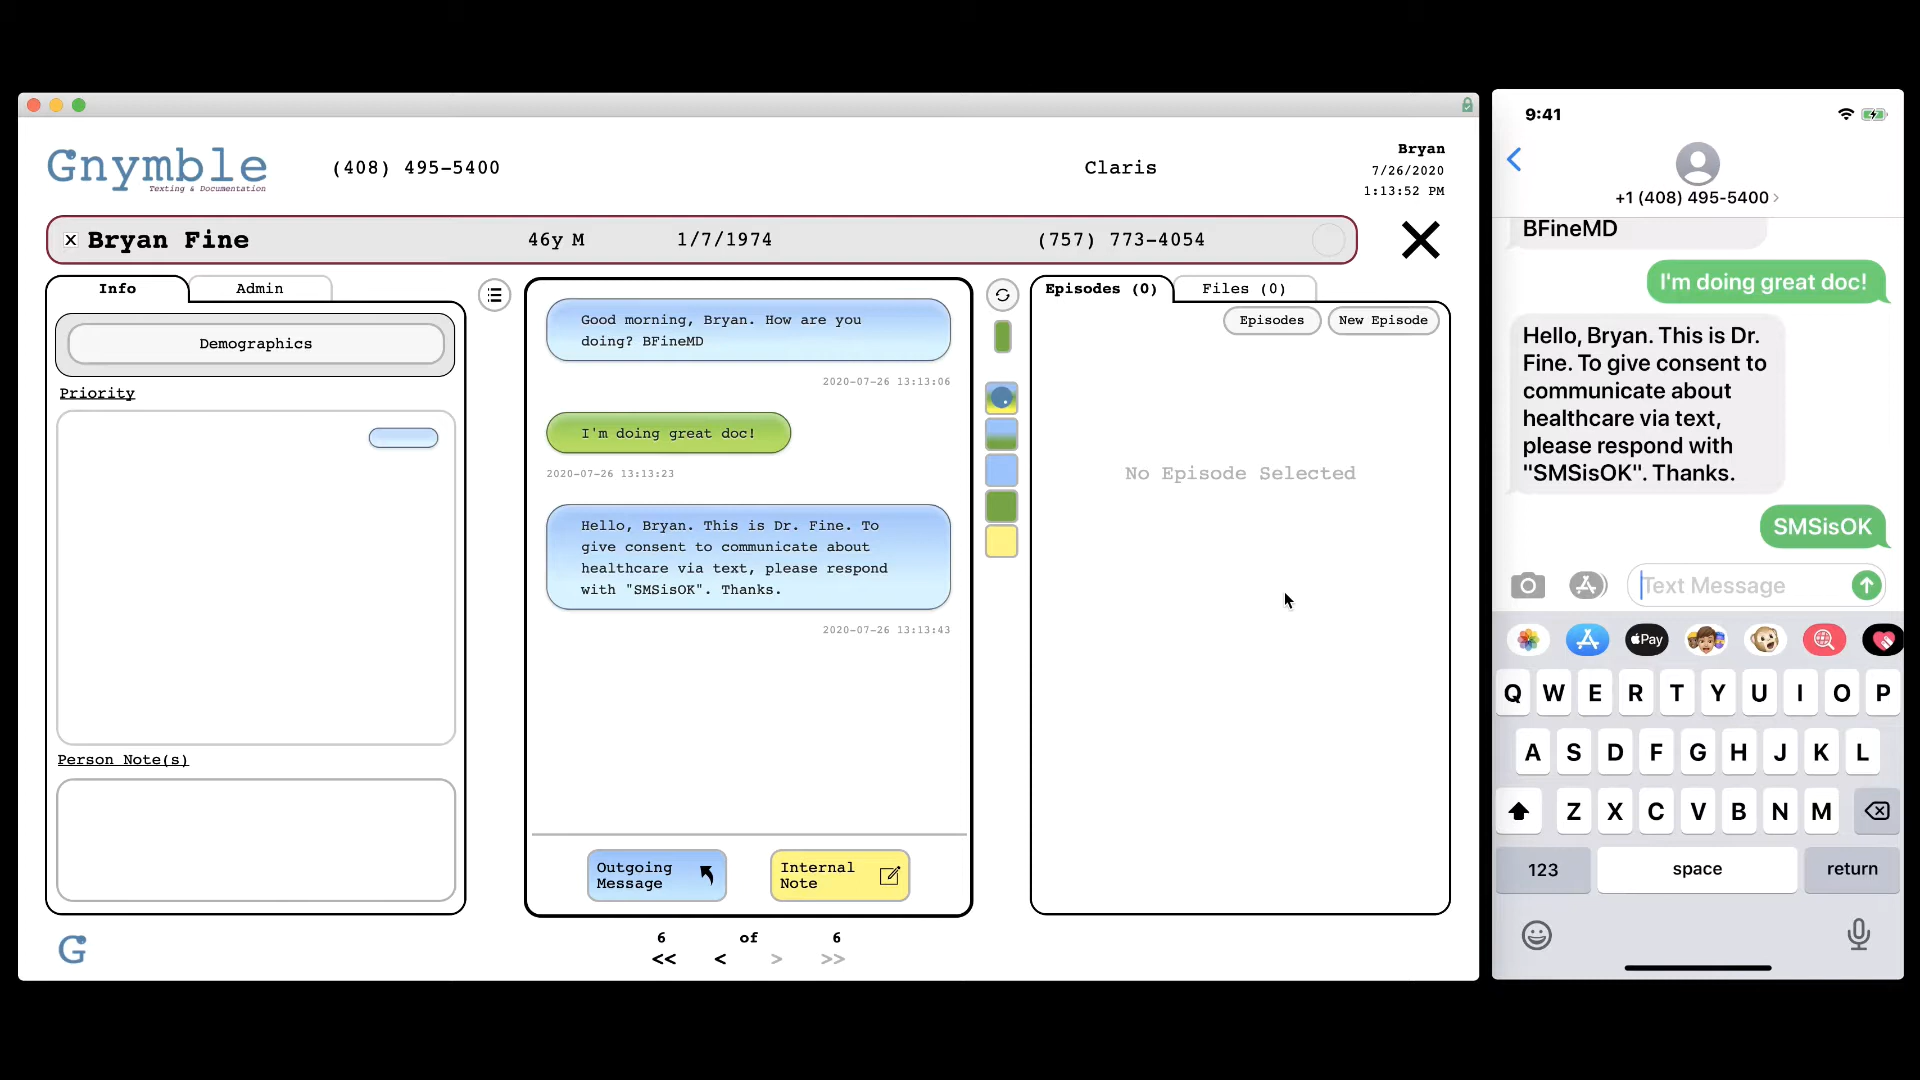 Gnymble
Texting & Documentation
(408) 495-5400
Claris
Bryan
7/26/2020
1:13:52 PM
X Bryan Fine
46y M
1/7/1974
(757) 773-4054
Info
Admin
Demographics
Priority
Person Note(s)
G
Good morning, Bryan. How are you
doing? BFineMD
2020-07-26 13:13:06
I'm doing great doc!
2020-07-26 13:13:23
Hello, Bryan. This is Dr. Fine. To
give consent to communicate about
healthcare via text, please respond
with "SMSisOK". Thanks.
2020-07-26 13:13:43
Outgoing
Message
Internal
Note
6 of 6
<< < > >>
Episodes (0)
Files (0)
Episodes
New Episode
No Episode Selected
9:41
+1 (408) 495-5400 >
BFineMD
I'm doing great doc!
Hello, Bryan. This is Dr.
Fine. To give consent to
communicate about
healthcare via text,
please respond with
"SMSisOK". Thanks.
SMSisOK
Text Message
Pay
Q W E R T Y U I O P
A S D F G H J K L
Z X C V B N M
123
space
return